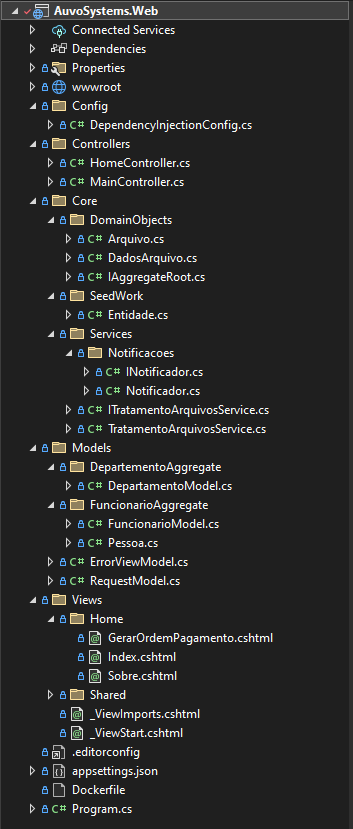 AuvoSystems.Web
Connected Services
Dependencies
Properties
wwwroot
Config
C# DependencyInjectionConfig.cs
Controllers
C# HomeController.cs
C# MainController.cs
Core
DomainObjects
C# Arquivo.cs
C# DadosArquivo.cs
C# IAggregateRoot.cs
SeedWork
C# Entidade.cs
Services
Notificacoes
C# INotificador.cs
C# Notificador.cs
C# ITratamentoArquivosService.cs
C# TratamentoArquivosService.cs
Models
DepartementoAggregate
C# DepartamentoModel.cs
FuncionarioAggregate
C# FuncionarioModel.cs
C# Pessoa.cs
C# ErrorViewModel.cs
C# RequestModel.cs
Views
Home
GerarOrdemPagamento.cshtml
Index.cshtml
Sobre.cshtml
Shared
_ViewImports.cshtml
_ViewStart.cshtml
.editorconfig
appsettings.json
Dockerfile
C# Program.cs